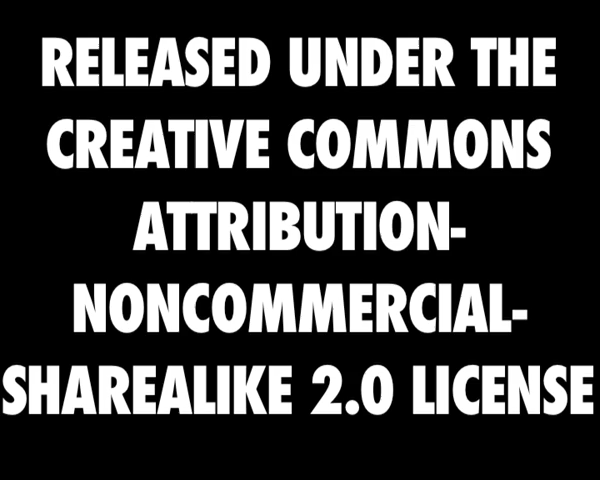 RELEASED UNDER THE
CREATIVE COMMONS
ATTRIBUTION-
NONCOMMERCIAL-
SHAREALIKE 2.0 LICENSE